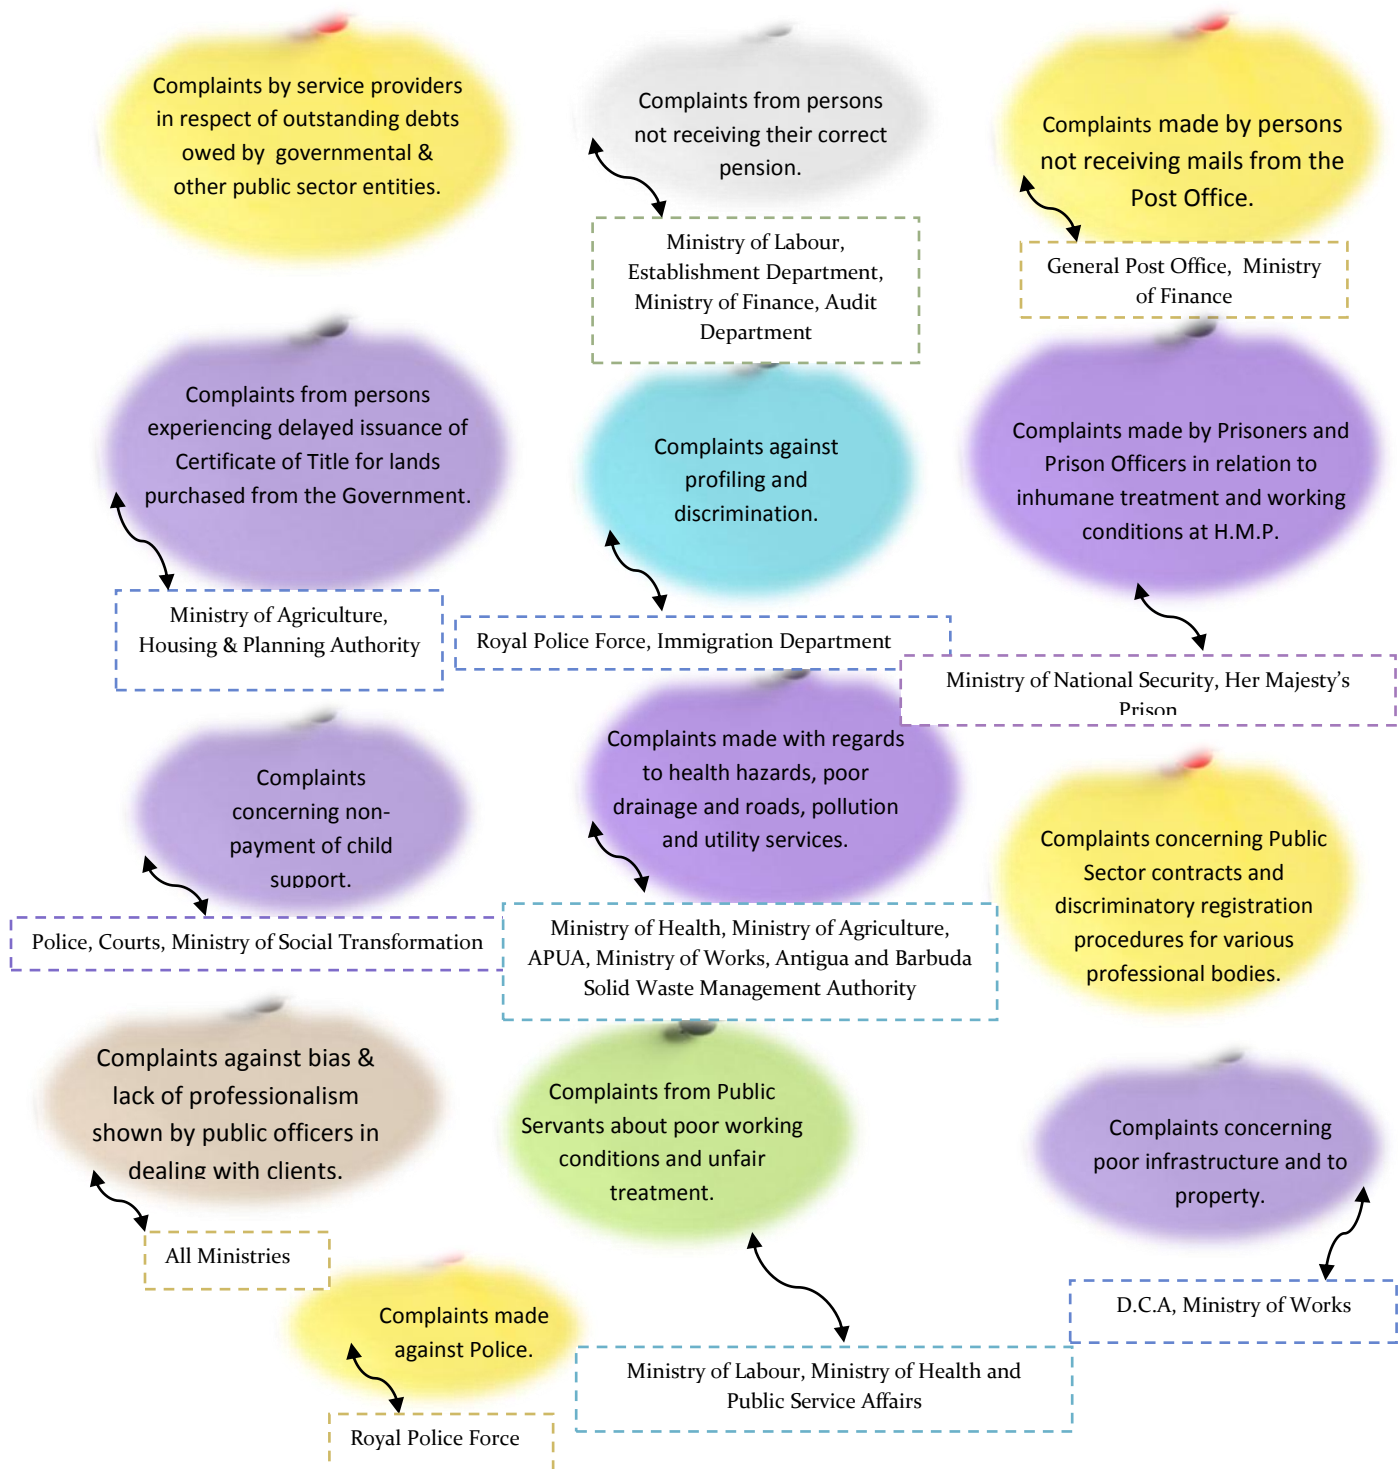 Complaints by service providers
in respect of outstanding debts
owed by governmental &
other public sector entities.
Complaints from persons
not receiving their correct
pension.
Ministry of Labour,
Establishment Department,
Ministry of Finance, Audit
Department
Complaints made by persons
not receiving mails from the
Post Office.
General Post Office, Ministry
of Finance
Complaints from persons
experiencing delayed issuance of
Certificate of Title for lands
purchased from the Government.
Ministry of Agriculture,
Housing & Planning Authority
Complaints against
profiling and
discrimination.
Royal Police Force, Immigration Department
Complaints made by Prisoners and
Prison Officers in relation to
inhumane treatment and working
conditions at H.M.P.
Ministry of National Security, Her Majesty's
Prison
Complaints
concerning non-
payment of child
support.
Police, Courts, Ministry of Social Transformation
Complaints made with regards
to health hazards, poor
drainage and roads, pollution
and utility services.
Ministry of Health, Ministry of Agriculture,
APUA, Ministry of Works, Antigua and Barbuda
Solid Waste Management Authority
Complaints concerning Public
Sector contracts and
discriminatory registration
procedures for various
professional bodies.
Complaints against bias &
lack of professionalism
shown by public officers in
dealing with clients.
All Ministries
Complaints from Public
Servants about poor working
conditions and unfair
treatment.
Ministry of Labour, Ministry of Health and
Public Service Affairs
Complaints concerning
poor infrastructure and to
property.
D.C.A, Ministry of Works
Complaints made
against Police.
Royal Police Force